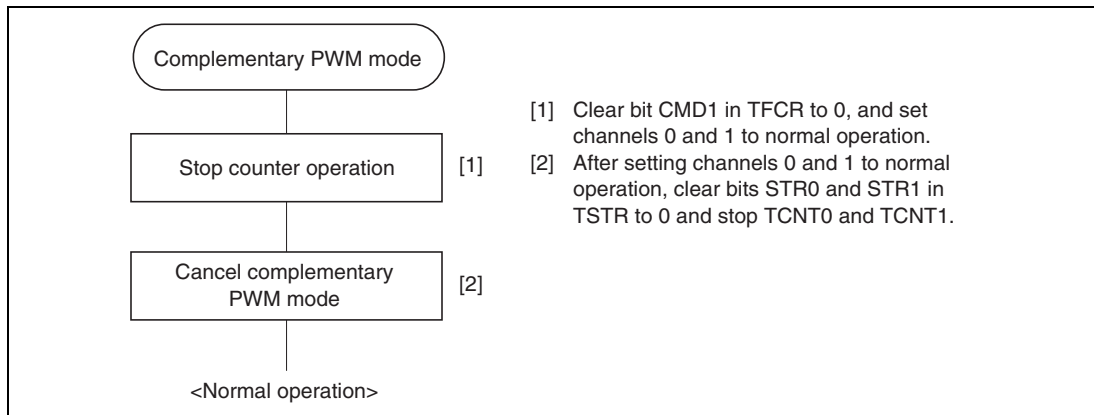 Complementary PWM mode
Stop counter operation
[1]
Cancel complementary
PWM mode
[2]
<Normal operation>
[1] Clear bit CMD1 in TFCR to 0, and set
channels 0 and 1 to normal operation.
[2] After setting channels 0 and 1 to normal
operation, clear bits STR0 and STR1 in
TSTR to 0 and stop TCNT0 and TCNT1.